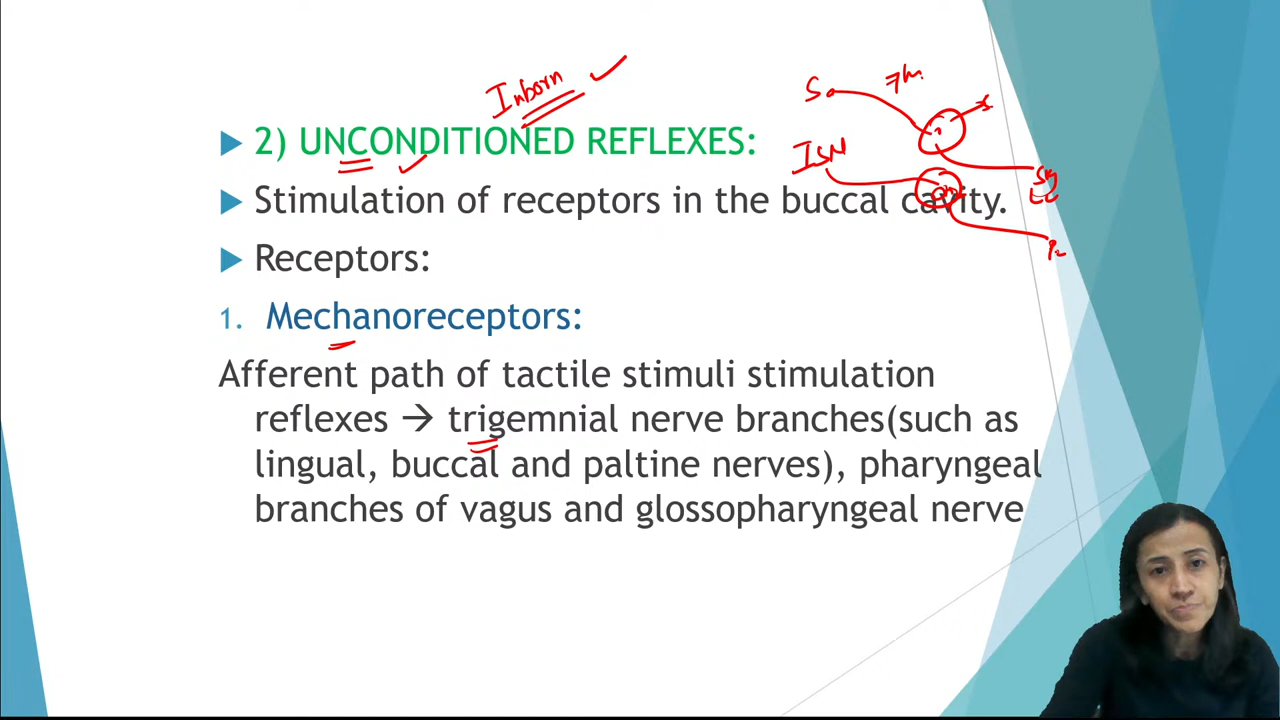 Inborn
7th
S
ISN
2) UNCONDITIONED REFLEXES:
Stimulation of receptors in the buccal cavity.
Receptors:
1. Mechanoreceptors:
Afferent path of tactile stimuli stimulation
reflexes → trigemnial nerve branches(such as
lingual, buccal and paltine nerves), pharyngeal
branches of vagus and glossopharyngeal nerve